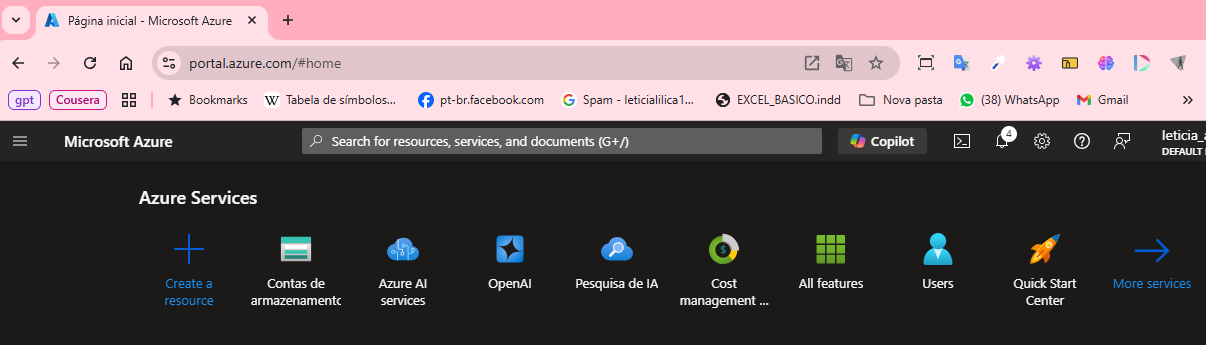 Página inicial - Microsoft Azure
portal.azure.com/#home
gpt
Cousera
Bookmarks
W Tabela de símbolos...
pt-br.facebook.com
G Spam - leticialilica1...
EXCEL_BASICO.indd
Nova pasta
(38) WhatsApp
Gmail
Microsoft Azure
Search for resources, services, and documents (G+/)
Copilot
4
leticia_a
DEFAULT
Azure Services
Create a
resource
Contas de
armazenamento
Azure AI
services
OpenAI
Pesquisa de IA
$
Cost
management ...
All features
Users
Quick Start
Center
More services